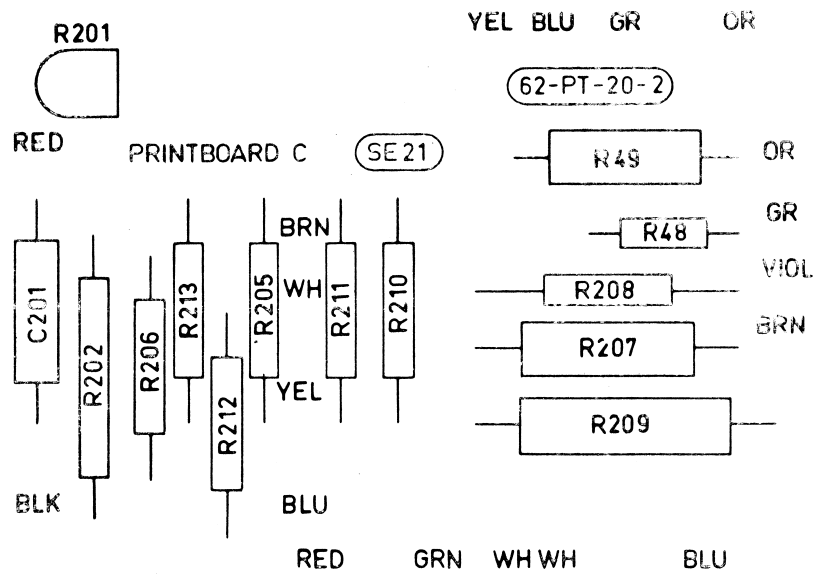 YEL BLU GR OR
R201
62-PT-20-2
RED
PRINTBOARD C
SE21
R49
OR
GR
R48
BRN
VIOL
WH
R208
C201
R202
R206
R213
R205
R211
R210
BRN
R207
YEL
R212
R209
BLK
BLU
RED GRN WH WH BLU